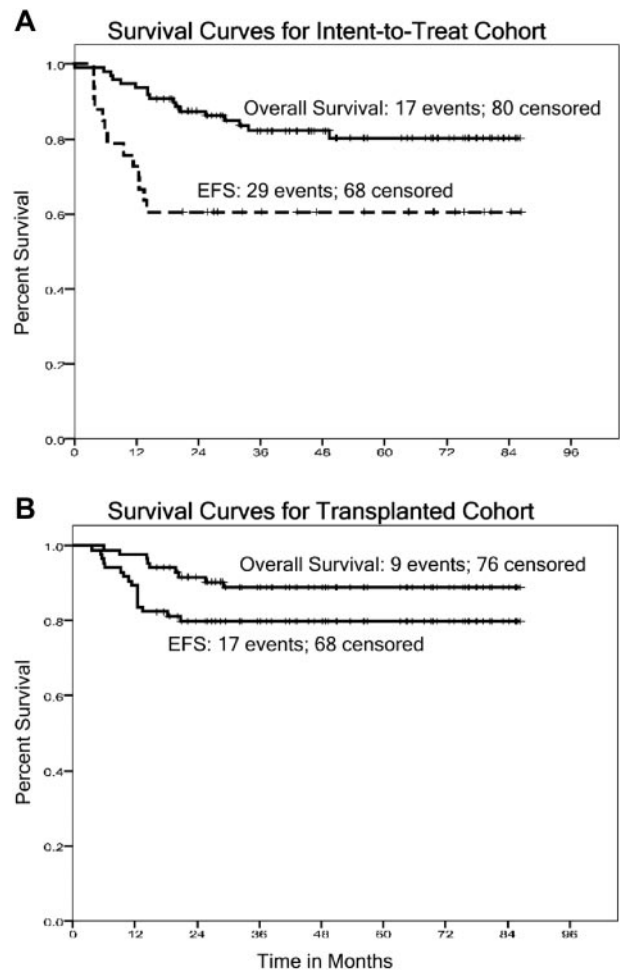 A
Survival Curves for Intent-to-Treat Cohort
1.0
Overall Survival: 17 events; 80 censored
0.8
EFS: 29 events; 68 censored
0.6
Percent Survival
0.4
0.2
0.0
0 12 24 36 48 60 72 84 96
B
Survival Curves for Transplanted Cohort
1.0
Overall Survival: 9 events; 76 censored
0.8
EFS: 17 events; 68 censored
0.6
Percent Survival
0.4
0.2
0.0
0 12 24 36 48 60 72 84 96
Time in Months